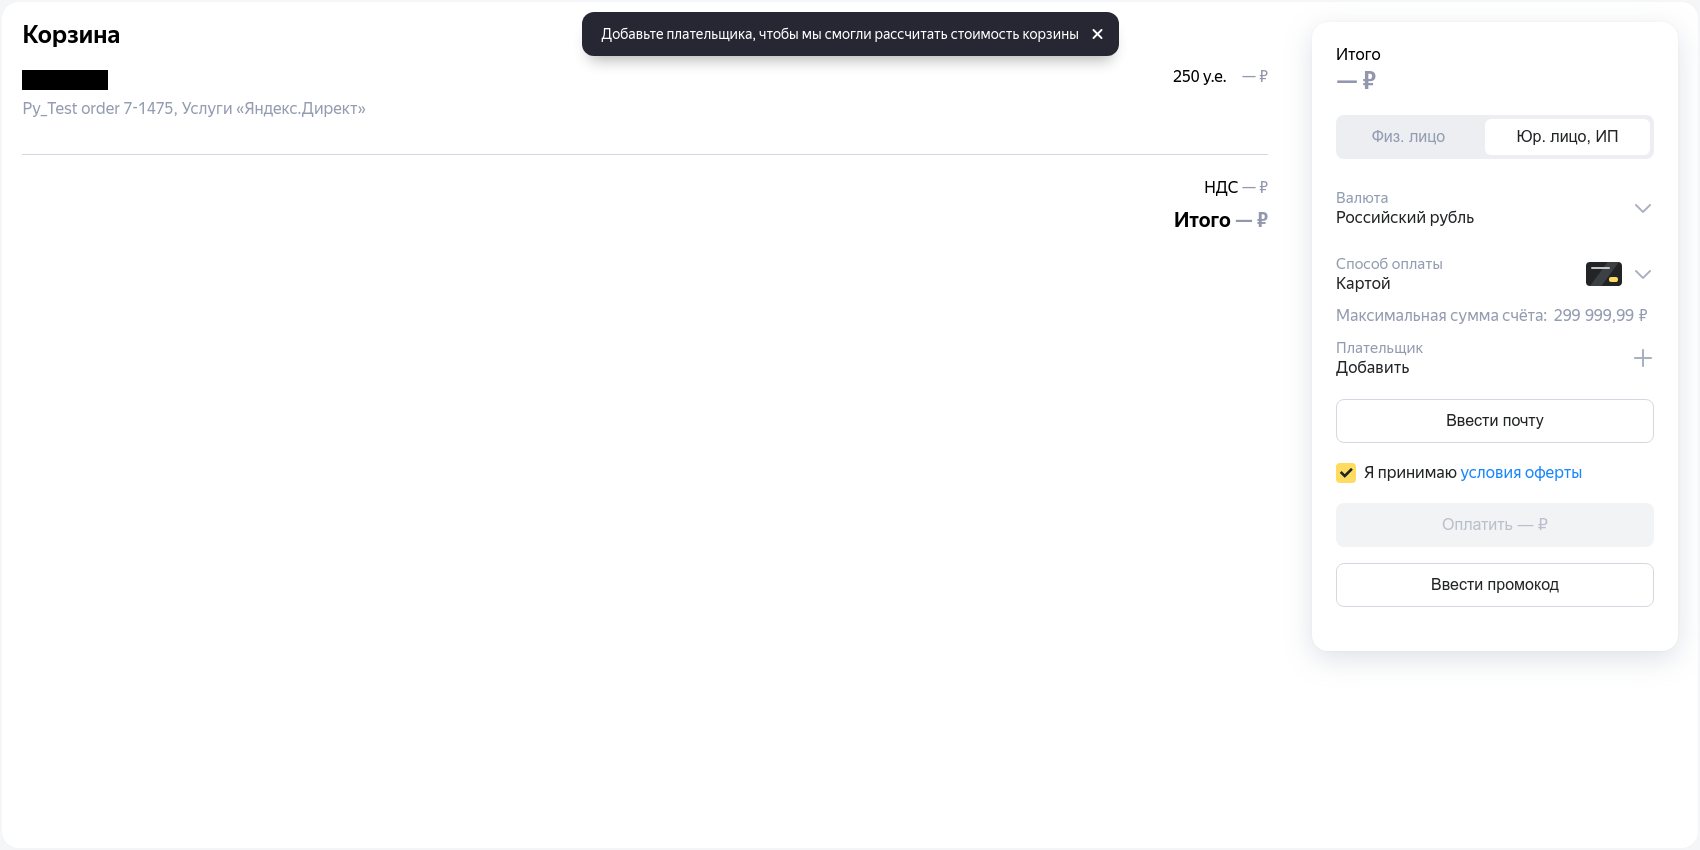 Корзина
Добавьте плательщика, чтобы мы смогли рассчитать стоимость корзины
250 у.е. — ₽
Py_Test order 7-1475, Услуги «Яндекс.Директ»
НДС — ₽
Итого — ₽
Итого
— ₽
Физ. лицо
Юр. лицо, ИП
Валюта
Российский рубль
Способ оплаты
Картой
Максимальная сумма счёта: 299 999,99 ₽
Плательщик
Добавить
Ввести почту
Я принимаю условия оферты
Оплатить — ₽
Ввести промокод